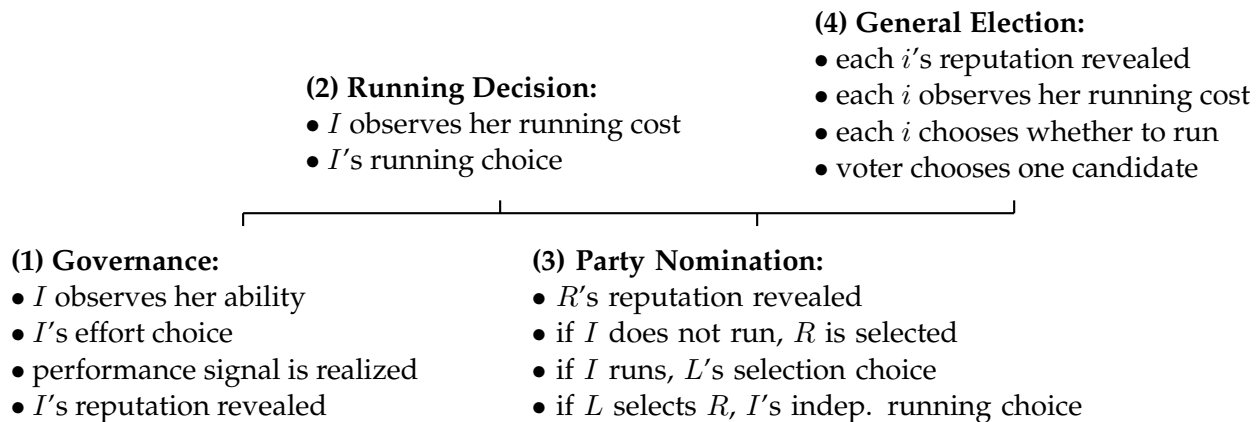 (4) General Election:
• each i's reputation revealed
• each i observes her running cost
• each i chooses whether to run
• voter chooses one candidate
(2) Running Decision:
• I observes her running cost
• I's running choice
(1) Governance:
• I observes her ability
• I's effort choice
• performance signal is realized
• I's reputation revealed
(3) Party Nomination:
• R's reputation revealed
• if I does not run, R is selected
• if I runs, L's selection choice
• if L selects R, I's indep. running choice